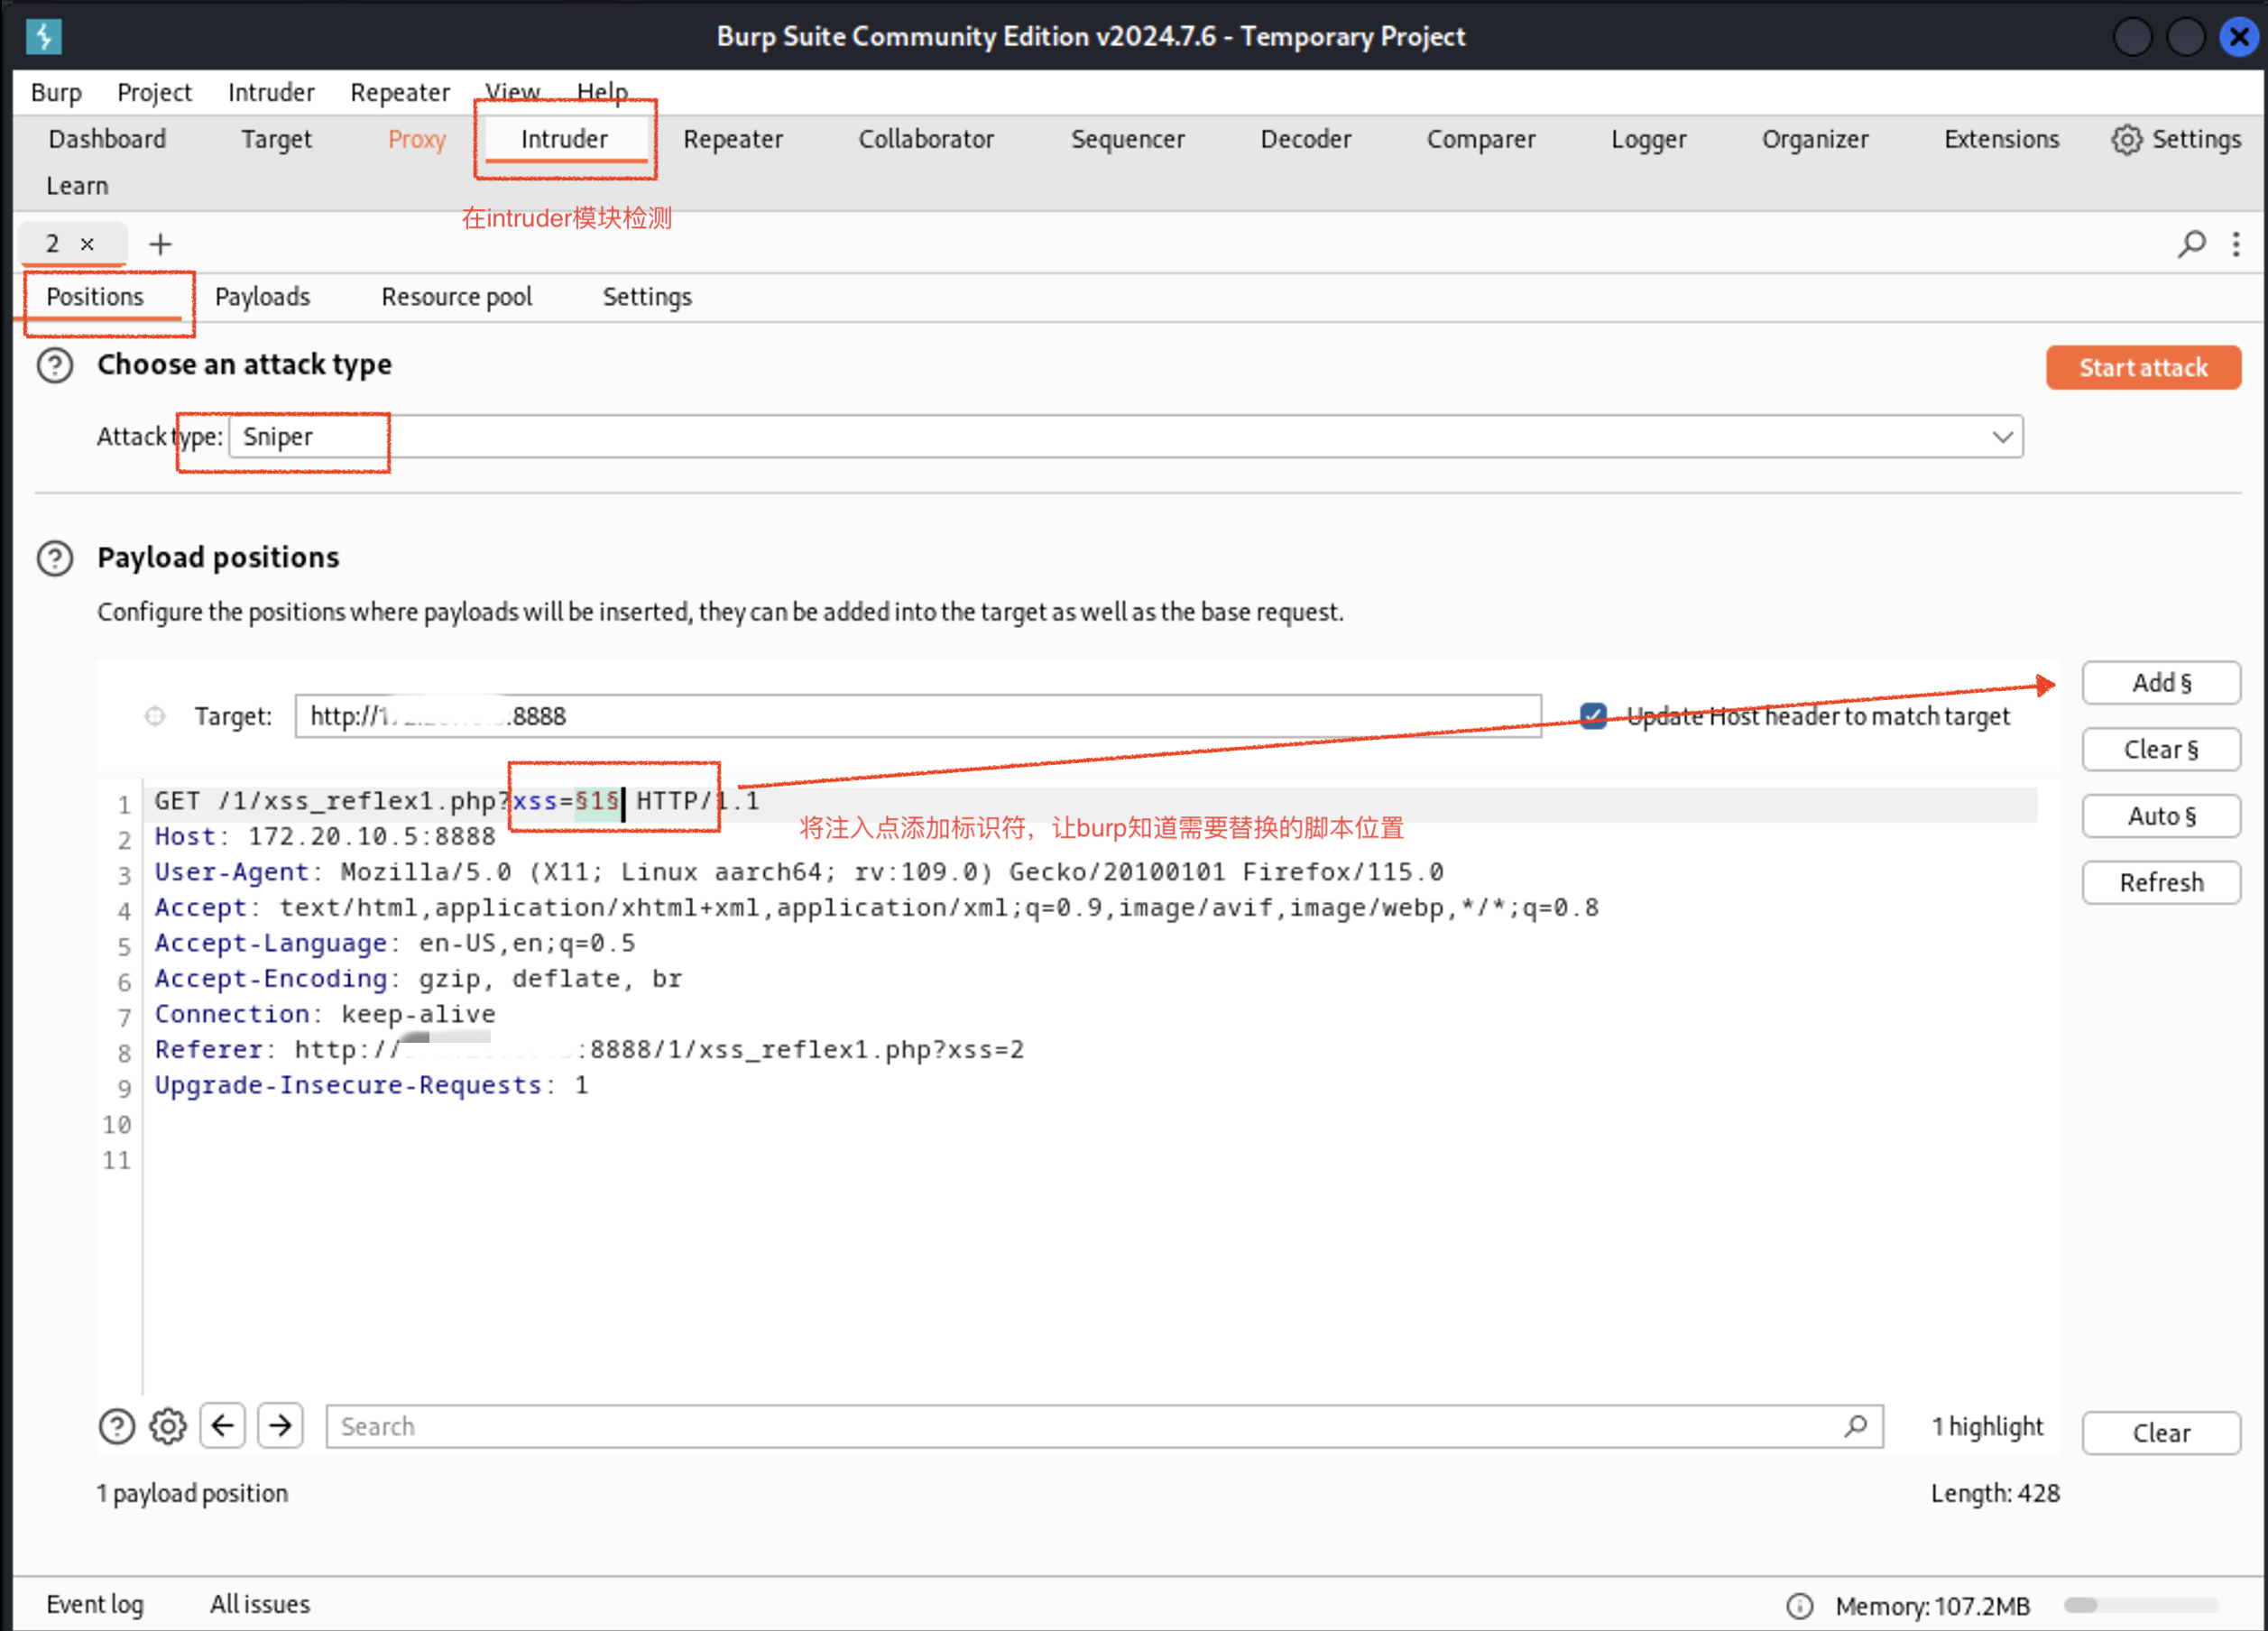 Burp Suite Community Edition v2024.7.6 - Temporary Project
Burp Project Intruder Repeater View Help
Dashboard Target Proxy Intruder Repeater Collaborator Sequencer Decoder Comparer Logger Organizer Extensions Settings
Learn
在intruder模块检测
2 × +
Positions Payloads Resource pool Settings
Choose an attack type
Start attack
Attack type: Sniper
Payload positions
Configure the positions where payloads will be inserted, they can be added into the target as well as the base request.
Add §
Target: http:// :8888 Update Host header to match target
Clear §
1 GET /1/xss_reflex1.php?xss=§1§ HTTP/1.1
Auto §
将注入点添加标识符，让burp知道需要替换的脚本位置
2 Host: 172.20.10.5:8888
3 User-Agent: Mozilla/5.0 (X11; Linux aarch64; rv:109.0) Gecko/20100101 Firefox/115.0
Refresh
4 Accept: text/html,application/xhtml+xml,application/xml;q=0.9,image/avif,image/webp,*/*;q=0.8
5 Accept-Language: en-US,en;q=0.5
6 Accept-Encoding: gzip, deflate, br
7 Connection: keep-alive
8 Referer: http:// :8888/1/xss_reflex1.php?xss=2
9 Upgrade-Insecure-Requests: 1
10
11
Search
1 highlight
Clear
1 payload position
Length: 428
Event log All issues
Memory: 107.2MB